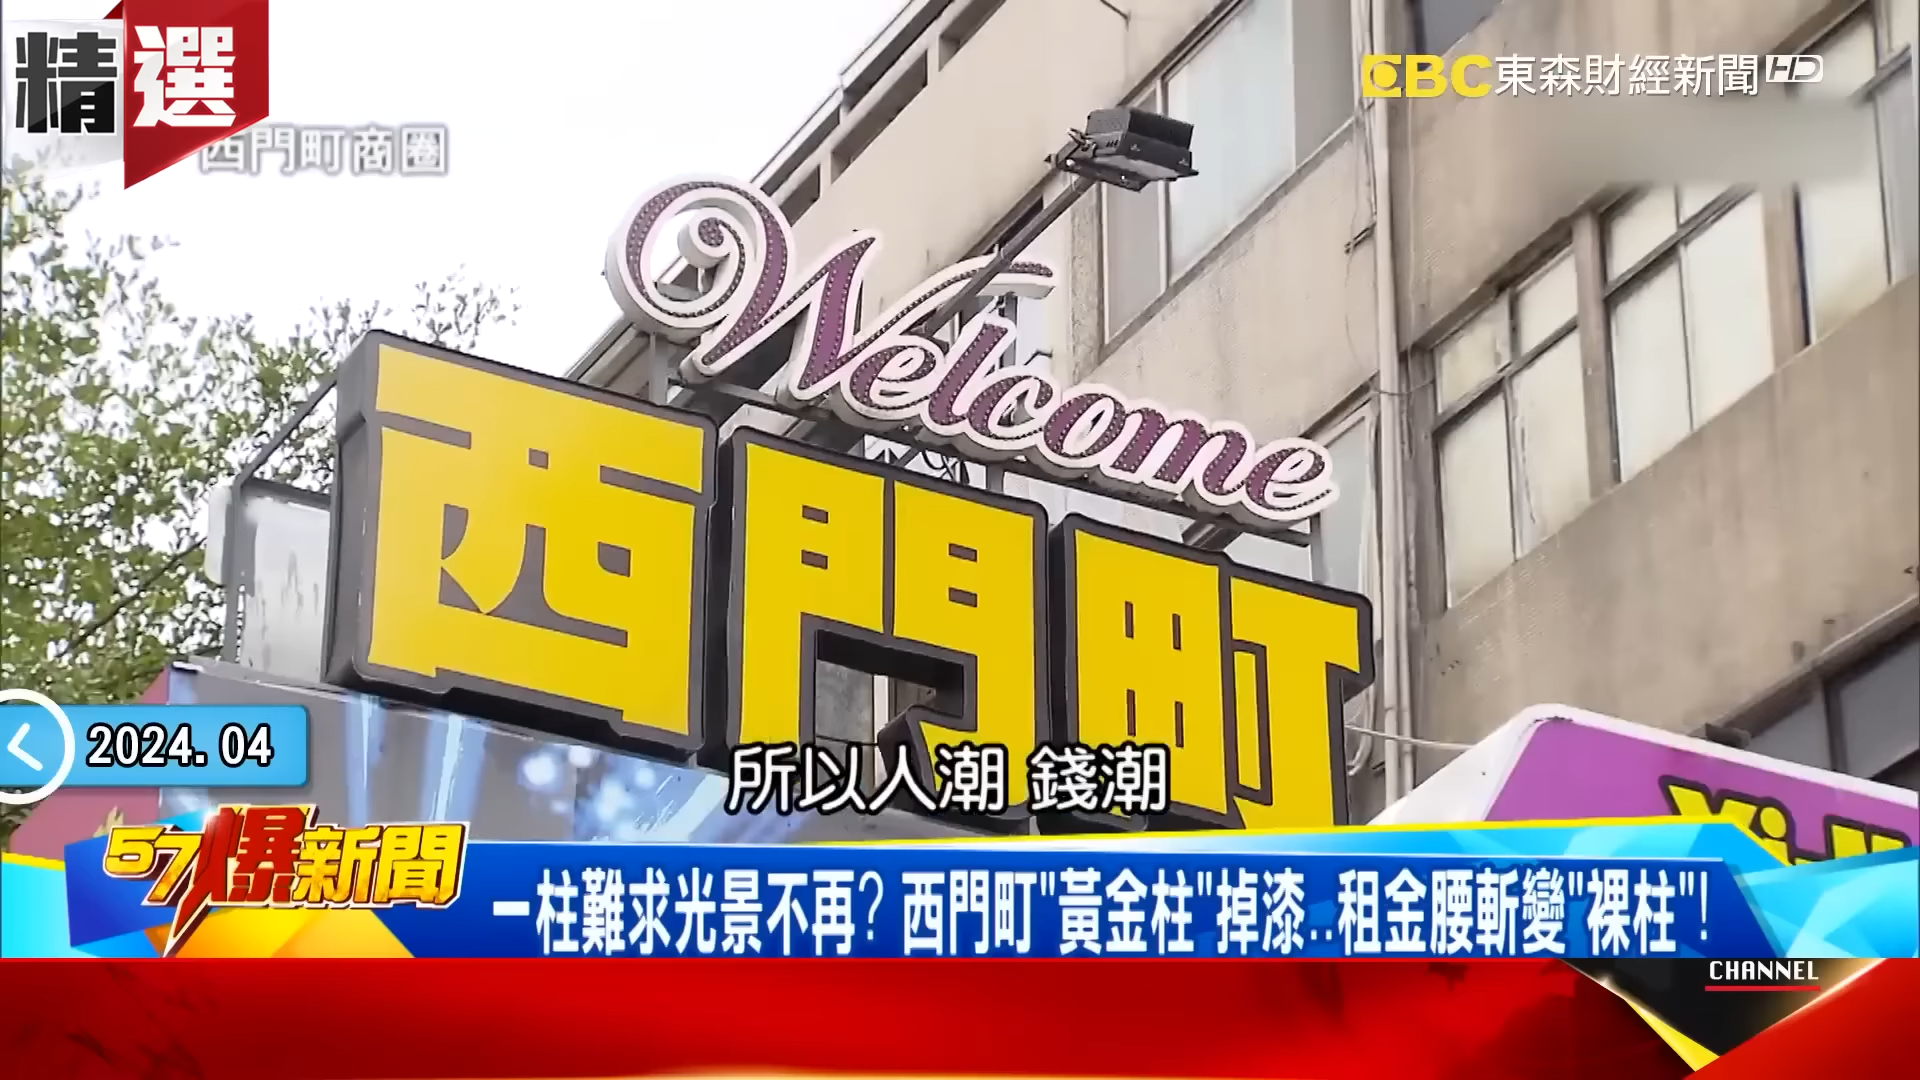 精選
EBC東森財經新聞HD
西門町商圈
Welcome
西門町
2024.04
所以人潮 錢潮
57爆新聞
一柱難求光景不再? 西門町"黃金柱"掉漆..租金腰斬變"裸柱"!
CHANNEL